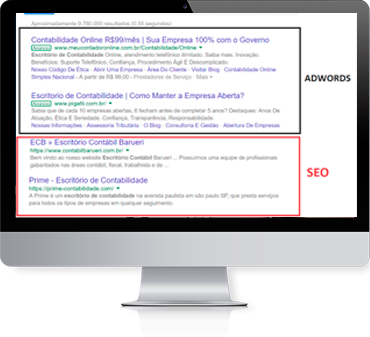 Aproximadamente 9.780.000 resultados (0.55 segundos)
Contabilidade Online R$99/mês | Sua Empresa 100% com o Governo
Anúncio www.meucontadoronline.com.br/Contabilidade/Online
Escritório de Contabilidade Online. Atendimento telefônico ilimitado. Saiba mais. Inovação.
Benefícios: Suporte Telefônico, Confiança, Procedimento Ágil E Descomplicado.
Nosso Código De Ética · Abrir Uma Empresa · Área Do Cliente · Visitar Blog · Contabilidade Online
Simples Nacional - A partir de R$ 99,00 - Prestadores de Serviço · Mais
ADWORDS
Escritorio de Contabilidade | Como Manter a Empresa Aberta?
Anúncio www.pigatti.com.br/
Sabia que de cada 10 empresas abertas, 6 fecham antes de completar 5 anos? Destaques: Anos De
Atuação, Ética E Seriedade, Confiança, Transparência, Responsabilidade.
Nossas Informações · Assessoria Tributária · O Blog · Consultoria E Gestão · Abertura De Empresas
ECB » Escritório Contábil Barueri
https://www.contabilbarueri.com.br/
Bem vindo ao nosso website Escritório Contábil Barueri ... Possuímos uma equipe de profissionais
gabaritados nas áreas contábil, fiscal, trabalhista e de ...
SEO
Prime - Escritório de Contabilidade
https://prime-contabilidade.com/
A Prime é um escritório de contabilidade na avenida paulista em são paulo SP, que presta serviços
para todos os tipos de empresas em qualquer seguimento.